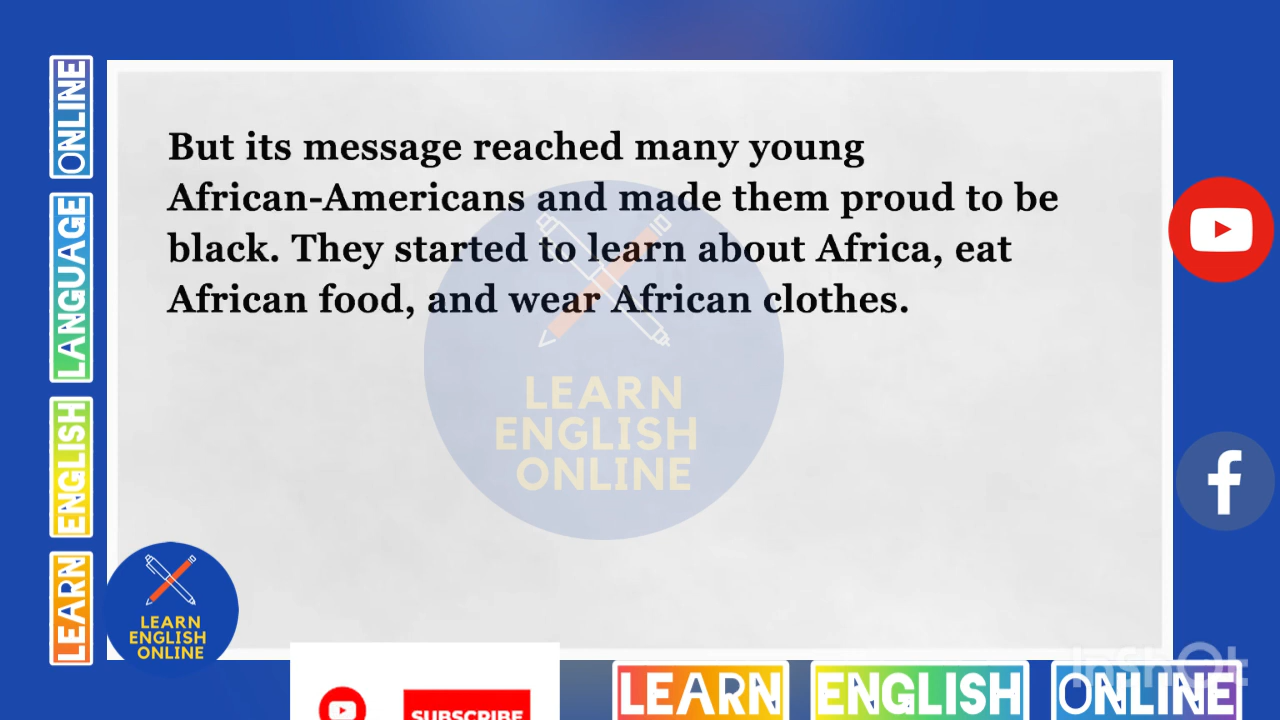 But its message reached many young
African-Americans and made them proud to be
black. They started to learn about Africa, eat
African food, and wear African clothes.
LEARN
ENGLISH
ONLINE
LEARN ENGLISH LANGUAGE ONLINE
LEARN
ENGLISH
ONLINE
SUBSCRIBE
LEARN ENGLISH ONLINE
InShOt